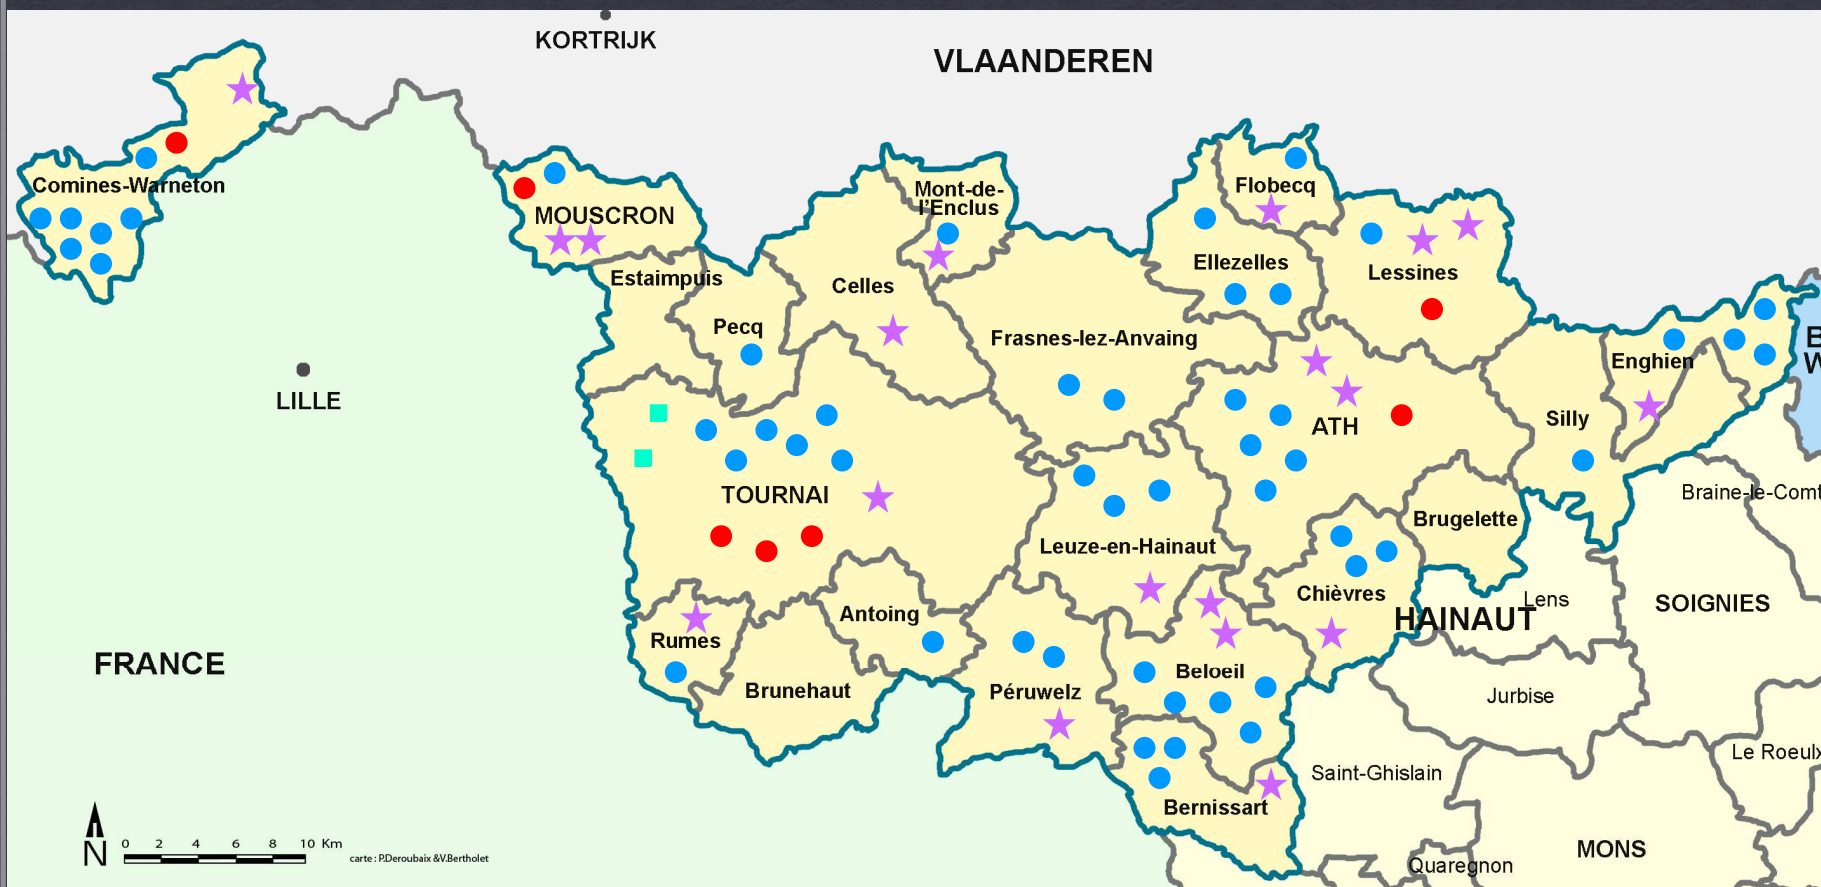 KORTRIJK
VLAANDEREN
Comines-Warneton
MOUSCRON
Mont-de-
l'Enclus
Flobecq
Estaimpuis
Celles
Ellezelles
Lessines
Pecq
Frasnes-lez-Anvaing
Enghien
B
W
LILLE
ATH
Silly
TOURNAI
Braine-le-Comt
Brugelette
Leuze-en-Hainaut
Chièvres
Lens
SOIGNIES
HAINAUT
Antoing
Rumes
FRANCE
Beloeil
Brunehaut
Péruwelz
Jurbise
Saint-Ghislain
Le Roeulx
Bernissart
0 2 4 6 8 10 Km
N
carte : P.Deroubaix &V.Bertholet
MONS
Quaregnon